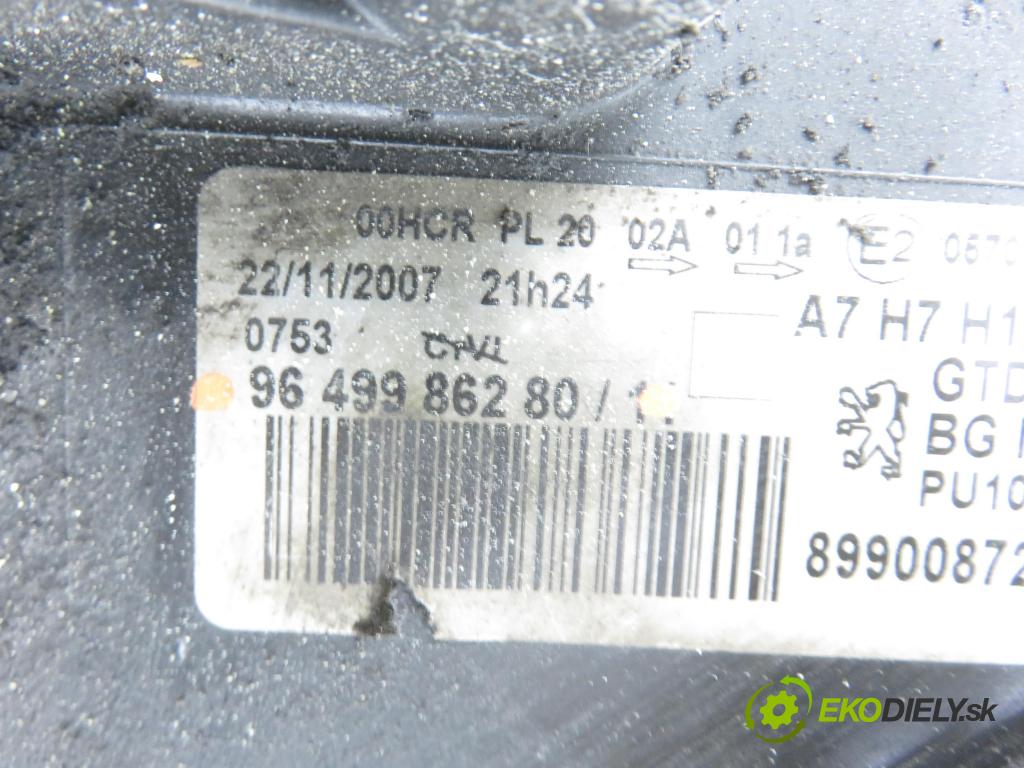 00HCR PL 20 02A 01 1a E2 0570
22/11/2007 21h24
A7 H7 H1
0753
GTD
96 499 862 80 /
BG
PU10
89900872
EKODIELY.sk